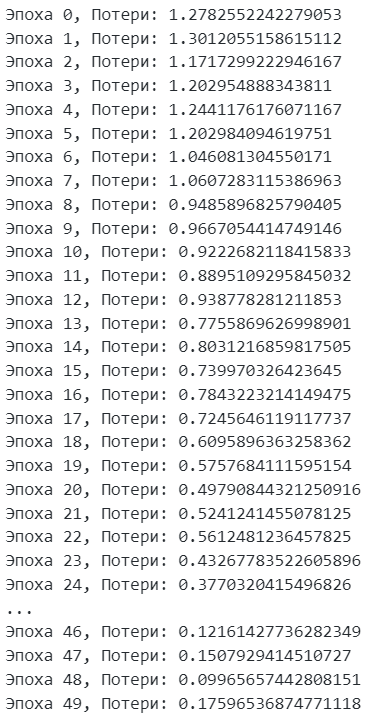 Эпоха 0, Потери: 1.2782552242279053
Эпоха 1, Потери: 1.3012055158615112
Эпоха 2, Потери: 1.1717299222946167
Эпоха 3, Потери: 1.202954888343811
Эпоха 4, Потери: 1.2441176176071167
Эпоха 5, Потери: 1.202984094619751
Эпоха 6, Потери: 1.046081304550171
Эпоха 7, Потери: 1.0607283115386963
Эпоха 8, Потери: 0.9485896825790405
Эпоха 9, Потери: 0.9667054414749146
Эпоха 10, Потери: 0.9222682118415833
Эпоха 11, Потери: 0.8895109295845032
Эпоха 12, Потери: 0.938778281211853
Эпоха 13, Потери: 0.7755869626998901
Эпоха 14, Потери: 0.8031216859817505
Эпоха 15, Потери: 0.739970326423645
Эпоха 16, Потери: 0.7843223214149475
Эпоха 17, Потери: 0.7245646119117737
Эпоха 18, Потери: 0.6095896363258362
Эпоха 19, Потери: 0.5757684111595154
Эпоха 20, Потери: 0.49790844321250916
Эпоха 21, Потери: 0.5241241455078125
Эпоха 22, Потери: 0.5612481236457825
Эпоха 23, Потери: 0.43267783522605896
Эпоха 24, Потери: 0.3770320415496826
...
Эпоха 46, Потери: 0.12161427736282349
Эпоха 47, Потери: 0.1507929414510727
Эпоха 48, Потери: 0.09965657442808151
Эпоха 49, Потери: 0.17596536874771118